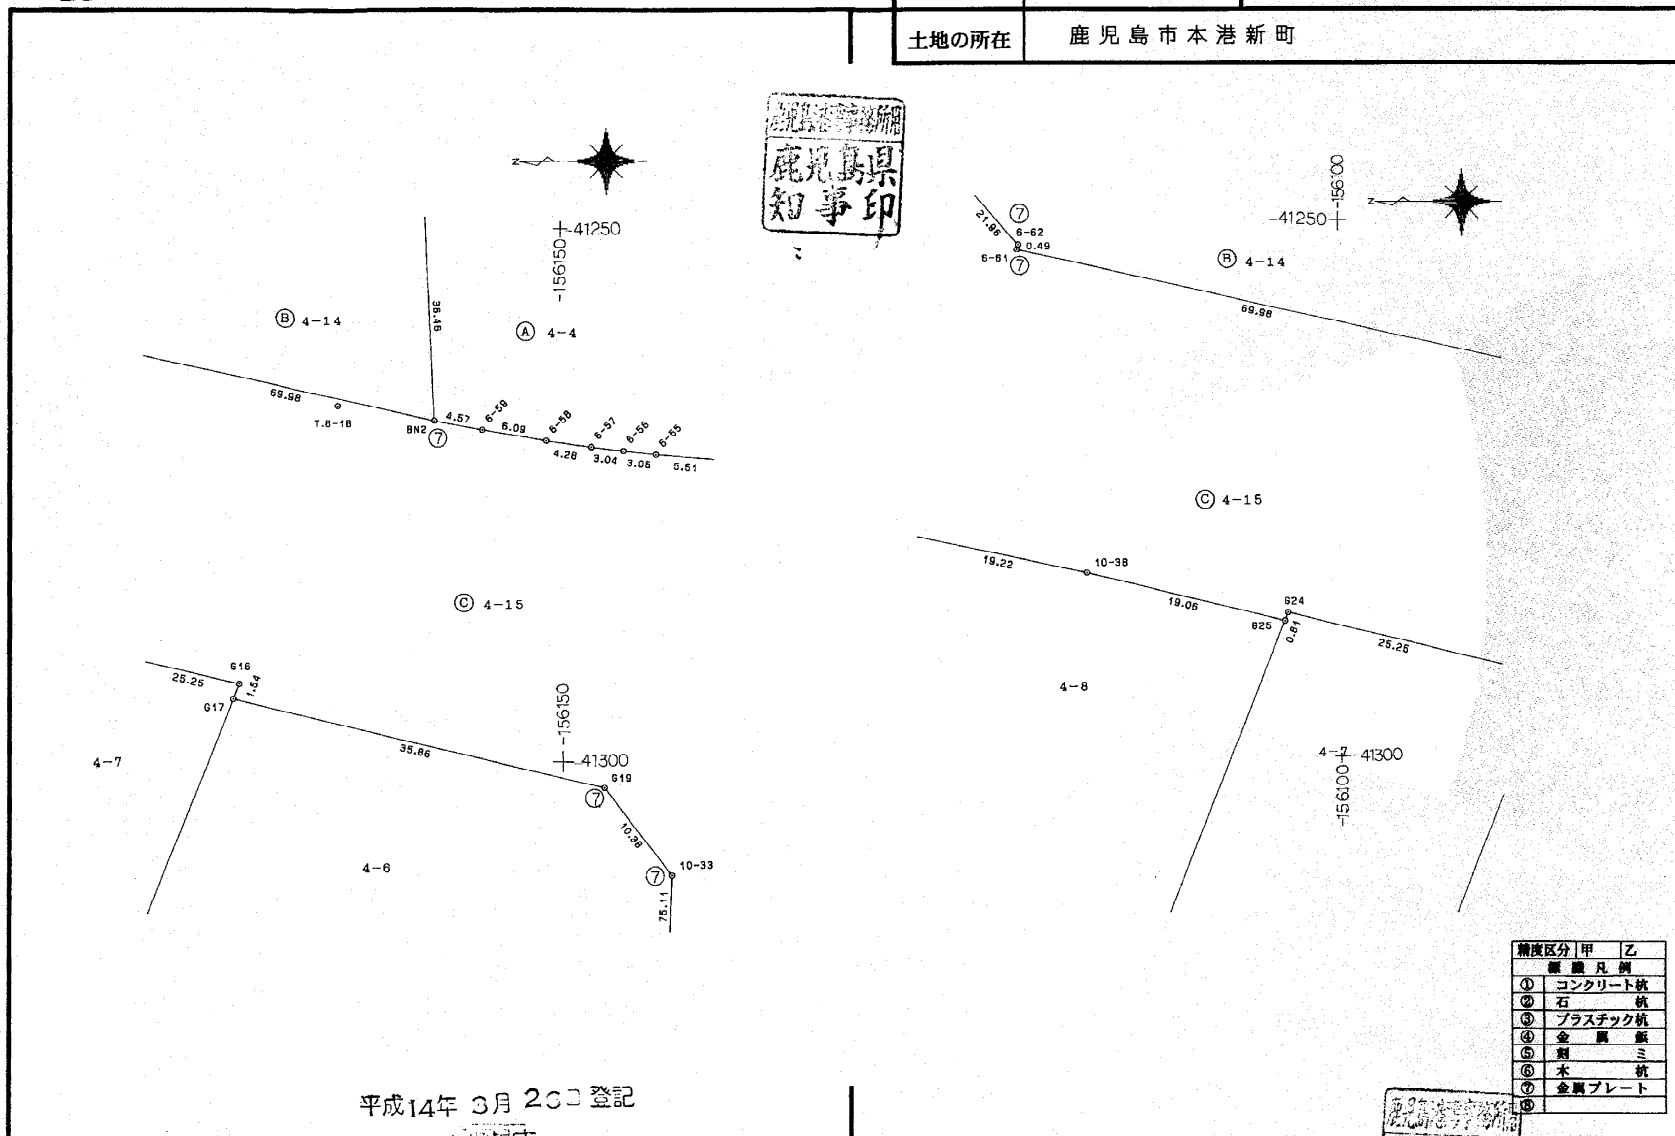 土地の所在 鹿児島市本港新町
鹿児島県
知事印
N
-41250
-156150
Ⓑ 4-14
Ⓐ 4-4
36.46
69.98
T.6-18
BN2
⑦
4.57
6-59
6.09
6-58
4.28
6-57
3.04
6-56
3.06
6-55
5.51
Ⓒ 4-15
25.25
G16
1.54
G17
4-7
35.86
-156150
-41300
G19
⑦
10.98
4-6
⑦
10-33
75.11
平成14年3月 登記
N
-156100
-41250
21.96
⑦
6-62
0.49
6-61
⑦
Ⓑ 4-14
69.98
Ⓒ 4-15
19.22
10-38
19.06
G24
G25
0.81
25.25
4-8
4-7
-41300
-156100
精度区分 甲 乙
標識凡例
① コンクリート杭
② 石杭
③ プラスチック杭
④ 金属鋲
⑤ 刻ミ
⑥ 木杭
⑦ 金属プレート
⑧